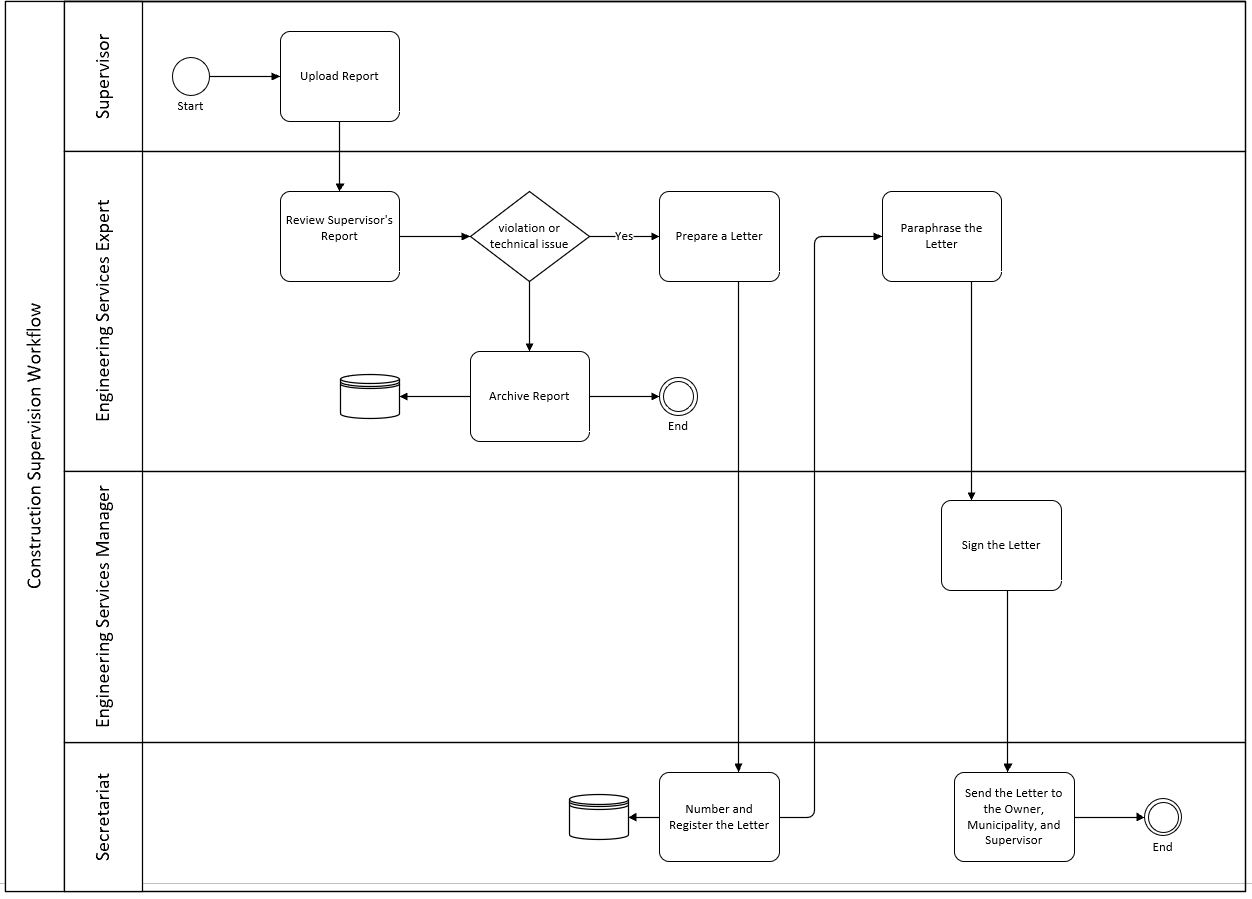 Construction Supervision Workflow
Supervisor
Start
Upload Report
Engineering Services Expert
Review Supervisor's
Report
violation or
technical issue
Yes
Prepare a Letter
Paraphrase the
Letter
Archive Report
End
Engineering Services Manager
Sign the Letter
Secretariat
Number and
Register the Letter
Send the Letter to
the Owner,
Municipality, and
Supervisor
End